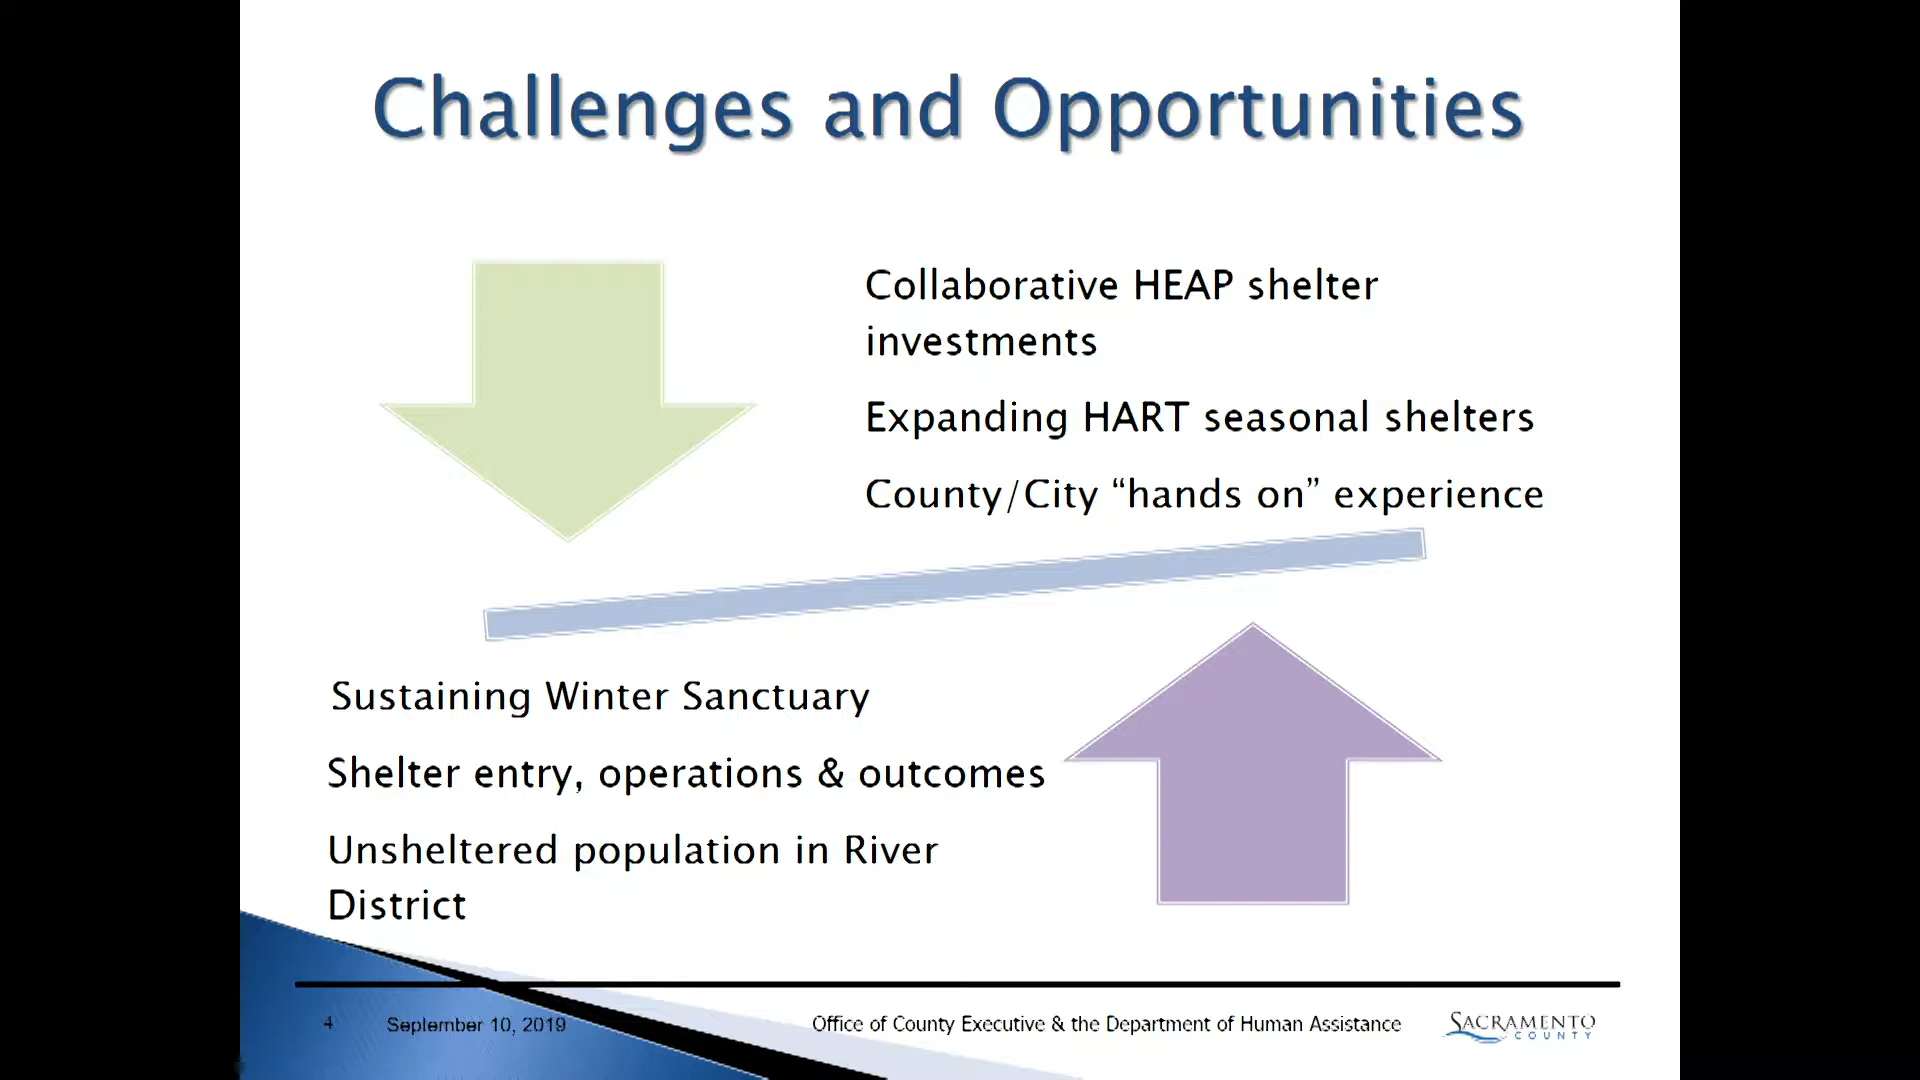 Challenges and Opportunities
Collaborative HEAP shelter
investments
Expanding HART seasonal shelters
County/City “hands on” experience
Sustaining Winter Sanctuary
Shelter entry, operations & outcomes
Unsheltered population in River
District
4
September 10, 2019
Office of County Executive & the Department of Human Assistance
SACRAMENTO
COUNTY